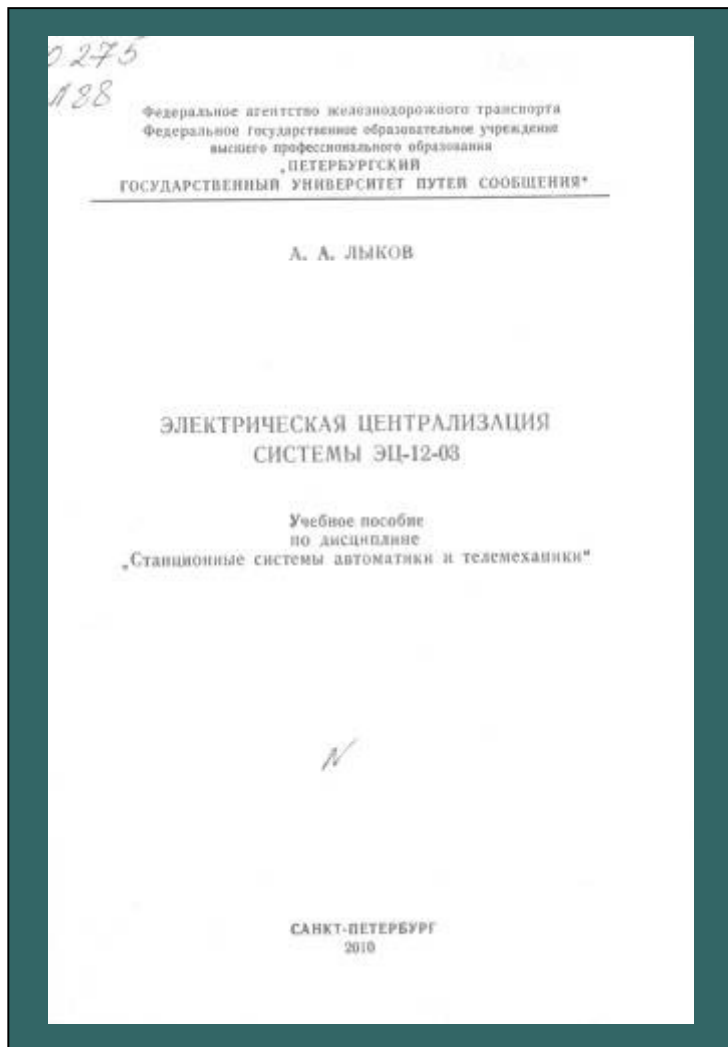 0275
Л88
Федеральное агентство железнодорожного транспорта
Федеральное государственное образовательное учреждение
высшего профессионального образования
„ПЕТЕРБУРГСКИЙ
ГОСУДАРСТВЕННЫЙ УНИВЕРСИТЕТ ПУТЕЙ СООБЩЕНИЯ“
А. А. ЛЫКОВ
ЭЛЕКТРИЧЕСКАЯ ЦЕНТРАЛИЗАЦИЯ
СИСТЕМЫ ЭЦ-12-03
Учебное пособие
по дисциплине
„Станционные системы автоматики и телемеханики“
N
САНКТ-ПЕТЕРБУРГ
2010